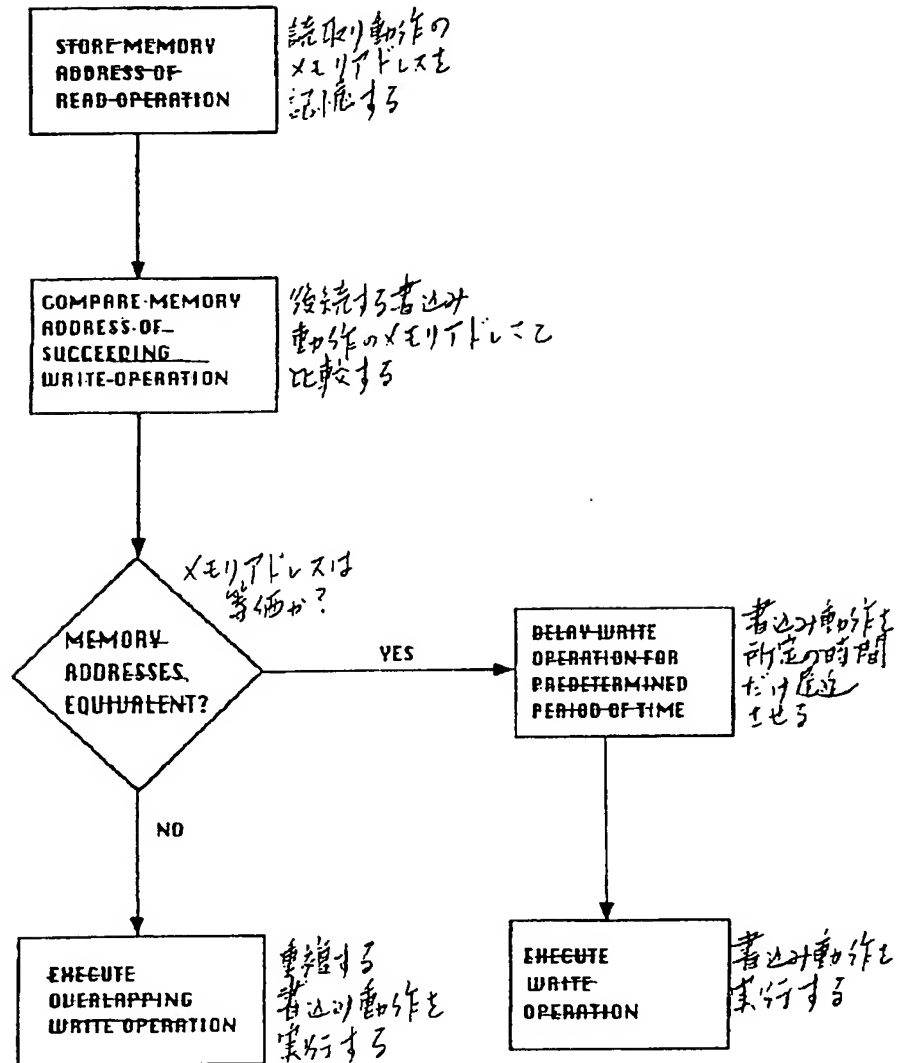 STORE MEMORY
ADDRESS OF
READ OPERATION
読取り動作の
メモリアドレスを
記憶する
COMPARE MEMORY
ADDRESS OF
SUCCEEDING
WRITE OPERATION
後続する書込み
動作のメモリアドレスと
比較する
メモリアドレスは
等価か?
MEMORY
ADDRESSES
EQUIVALENT?
YES
DELAY WRITE
OPERATION FOR
PREDETERMINED
PERIOD OF TIME
書込み動作を
所定の時間
だけ遅延
させる
NO
EXECUTE
OVERLAPPING
WRITE OPERATION
重複する
書込み動作を
実行する
EXECUTE
WRITE
OPERATION
書込み動作を
実行する